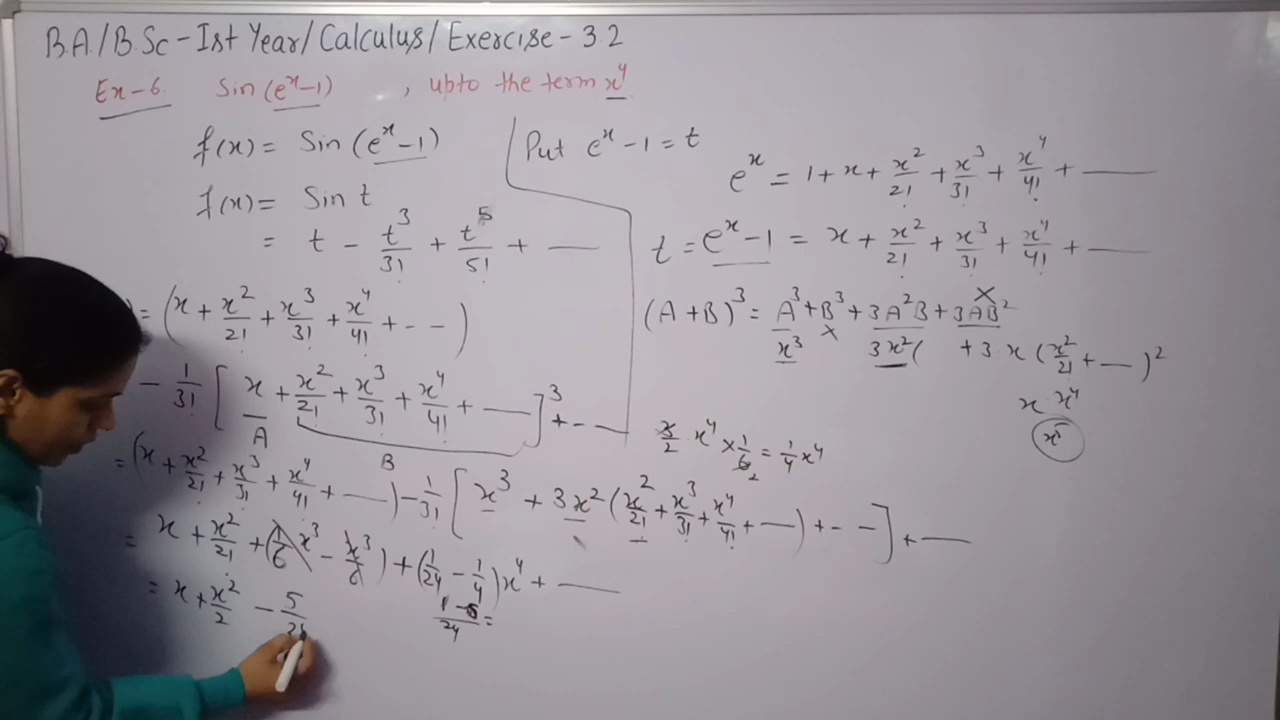 B.A./B.Sc-Ist Year/Calculus/Exercise-3.2
Ex-6 Sin(e^x-1) , upto the term x^4
f(x) = Sin(e^x-1)
f(x) = Sin t
= t - t^3/3! + t^5/5! + —
= (x + x^2/2! + x^3/3! + x^4/4! + - -)
- 1/3! [x + x^2/2! + x^3/3! + x^4/4! + —]^3 + - -
A B
= (x + x^2/2! + x^3/3! + x^4/4! + —) - 1/3! [x^3 + 3x^2 (x^2/2! + x^3/3! + x^4/4! + —) + - -] + —
= x + x^2/2! + (1/6 x^3 - x^3/6) + (1/24 - 1/4) x^4 + —
= x + x^2/2 - 5/24
1-6/24 =
Put e^x - 1 = t
e^x = 1 + x + x^2/2! + x^3/3! + x^4/4! + —
t = e^x - 1 = x + x^2/2! + x^3/3! + x^4/4! + —
(A+B)^3 = A^3 + B^3 + 3A^2B + 3AB^2
x^3 × 3x^2( ×
+ 3 · x (x^2/2! + —)^2
x x^4
x^5
3/2 x^4 × 1/6 2 = 1/4 x^4